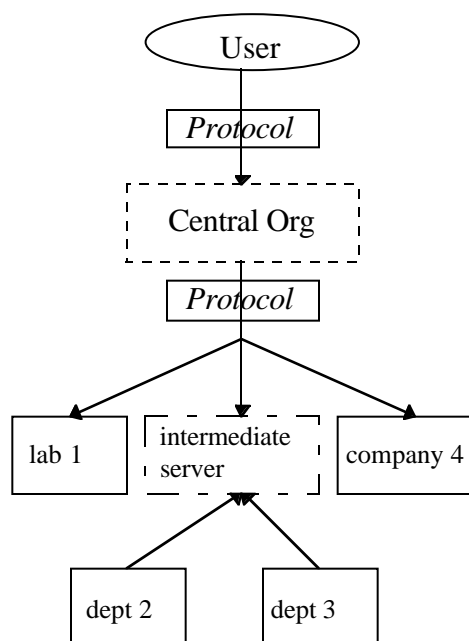 User
Protocol
Central Org
Protocol
lab 1
intermediate
server
company 4
dept 2
dept 3